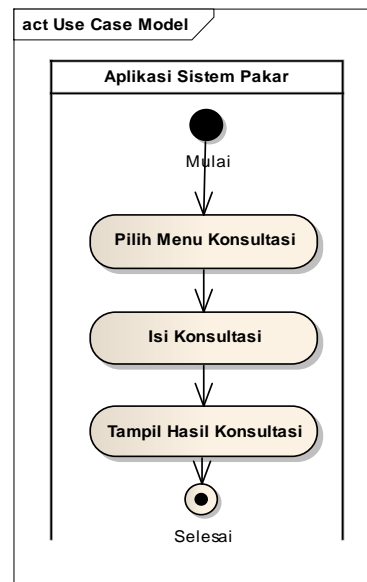 act Use Case Model
Aplikasi Sistem Pakar
Mulai
Pilih Menu Konsultasi
Isi Konsultasi
Tampil Hasil Konsultasi
Selesai